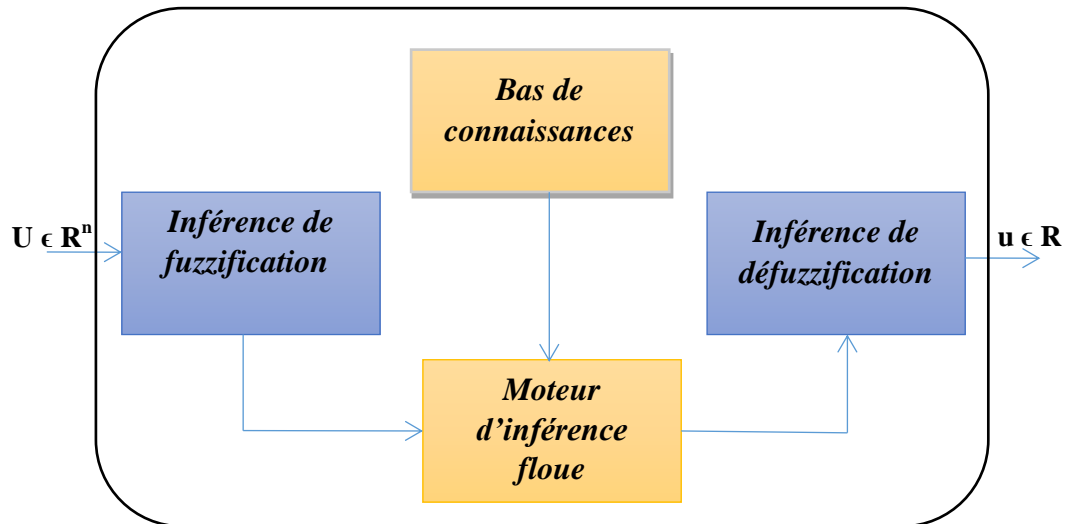 Bas de
connaissances
U ϵ Rⁿ
Inférence de
fuzzification
Inférence de
défuzzification
u ϵ R
Moteur
d’inférence
floue